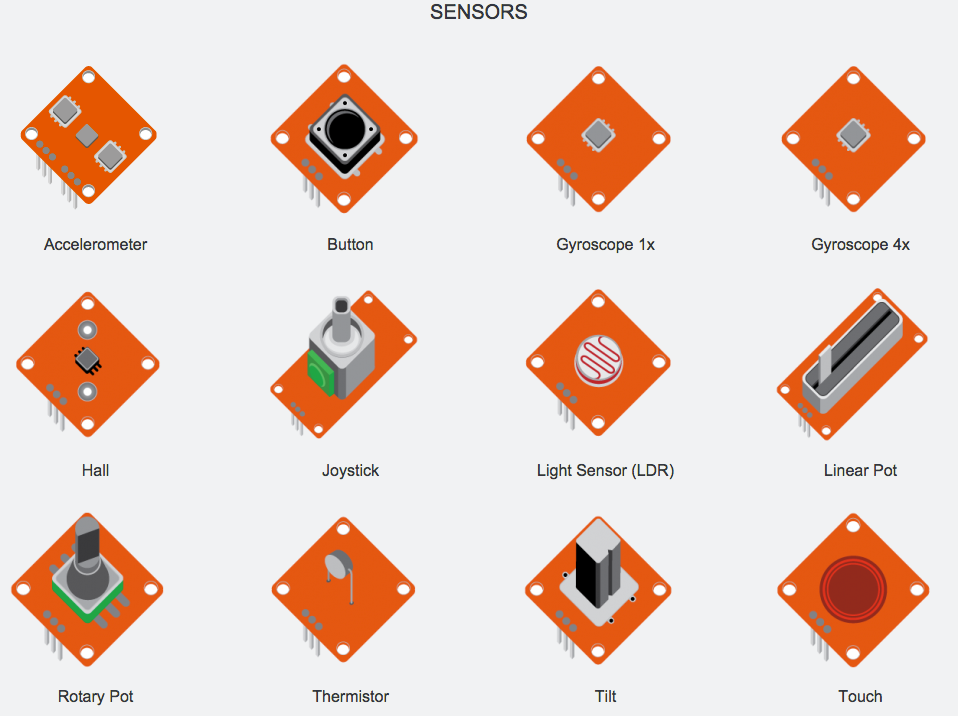 SENSORS
Accelerometer
Button
Gyroscope 1x
Gyroscope 4x
Hall
Joystick
Light Sensor (LDR)
Linear Pot
Rotary Pot
Thermistor
Tilt
Touch